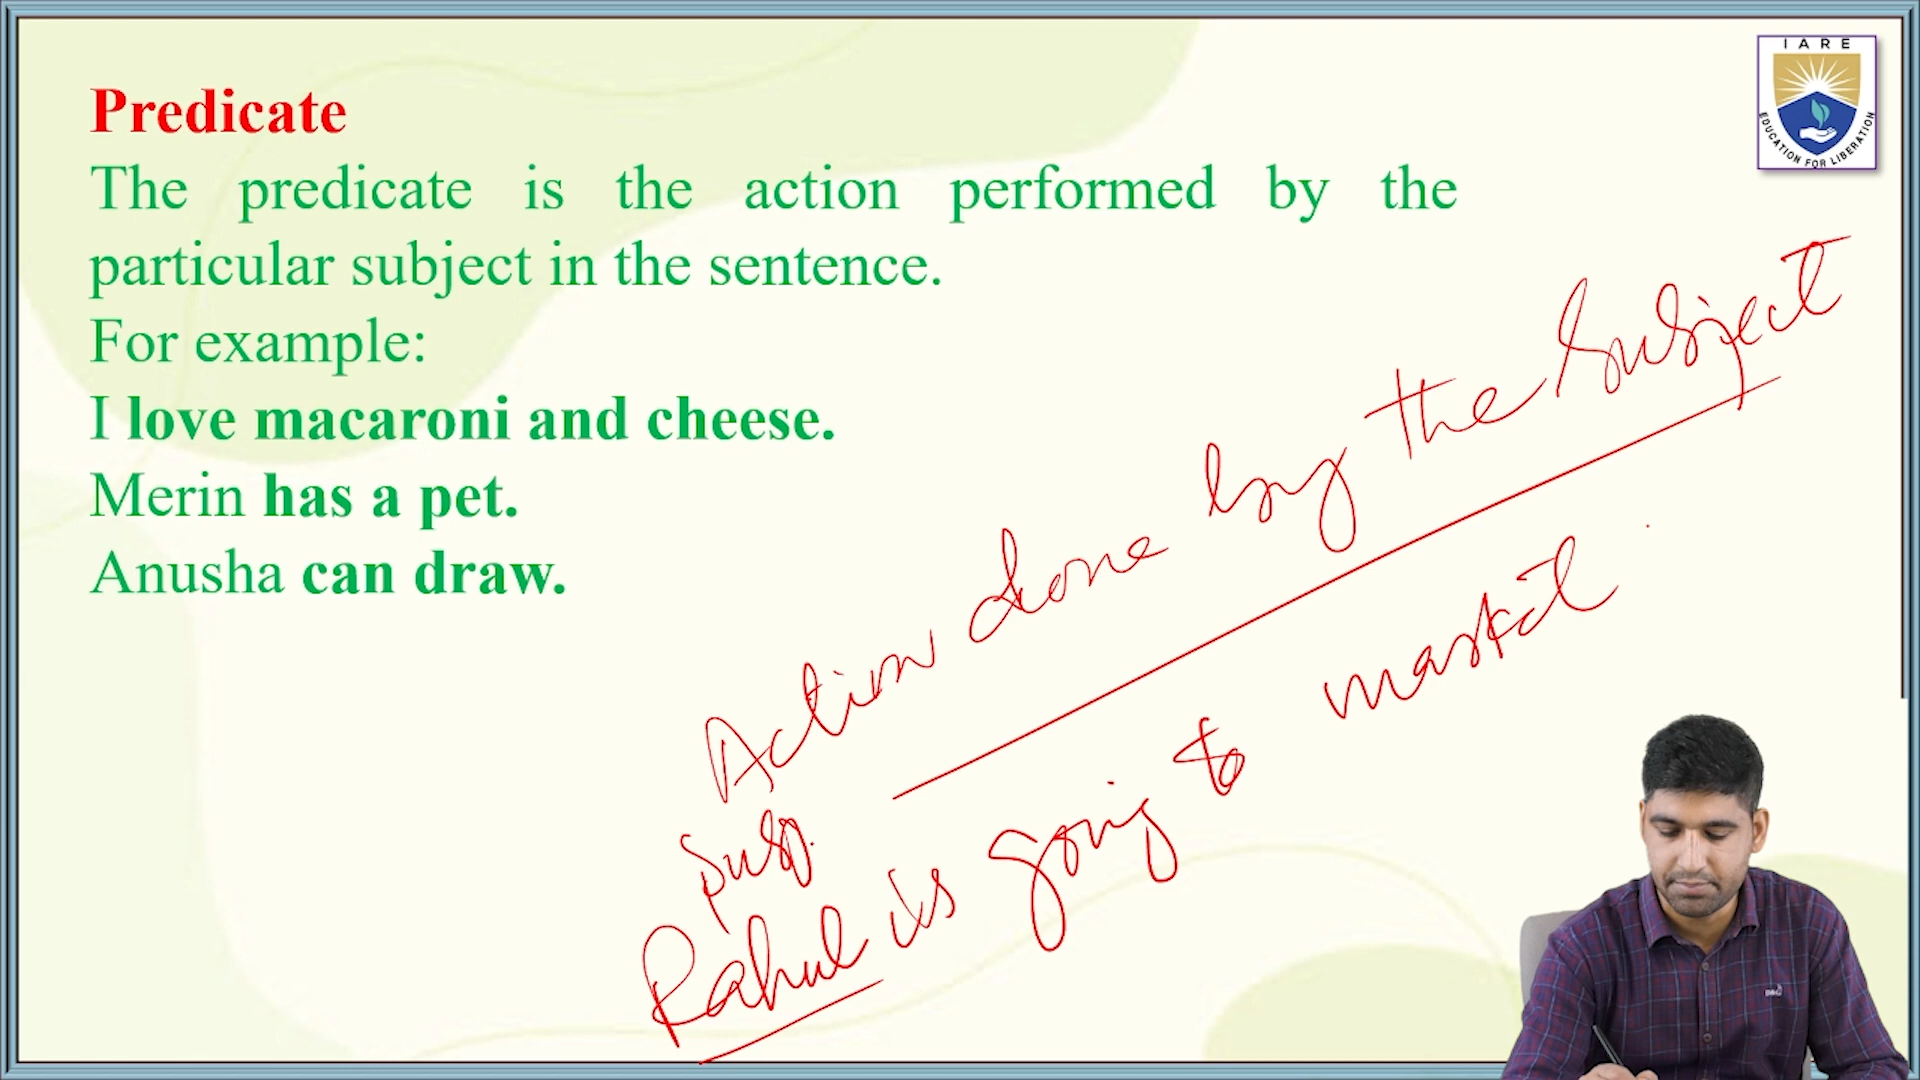 IARE
EDUCATION FOR LIBERATION
Predicate
The predicate is the action performed by the
particular subject in the sentence.
For example:
I love macaroni and cheese.
Merin has a pet.
Anusha can draw.
Action done by the Subject
Rahul is going to market